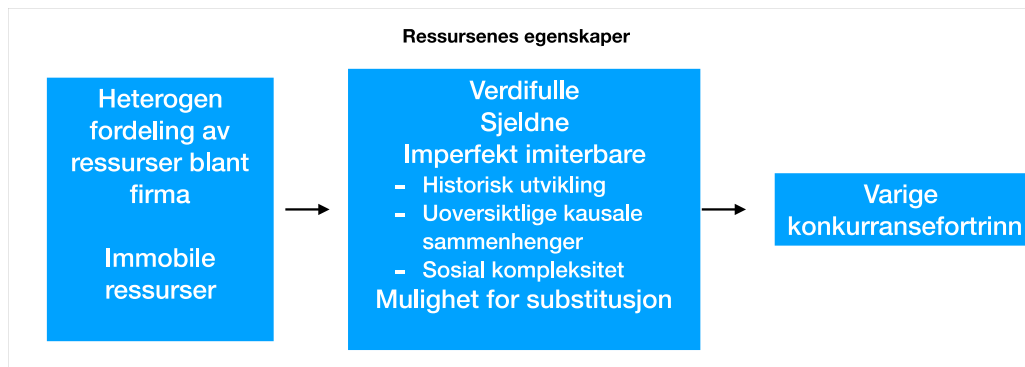 Ressursenes egenskaper
Heterogen
fordeling av
ressurser blant
firma
Immobile
ressurser
Verdifulle
Sjeldne
Imperfekt imiterbare
- Historisk utvikling
- Uoversiktlige kausale
sammenhenger
- Sosial kompleksitet
Mulighet for substitusjon
Varige
konkurransefortrinn